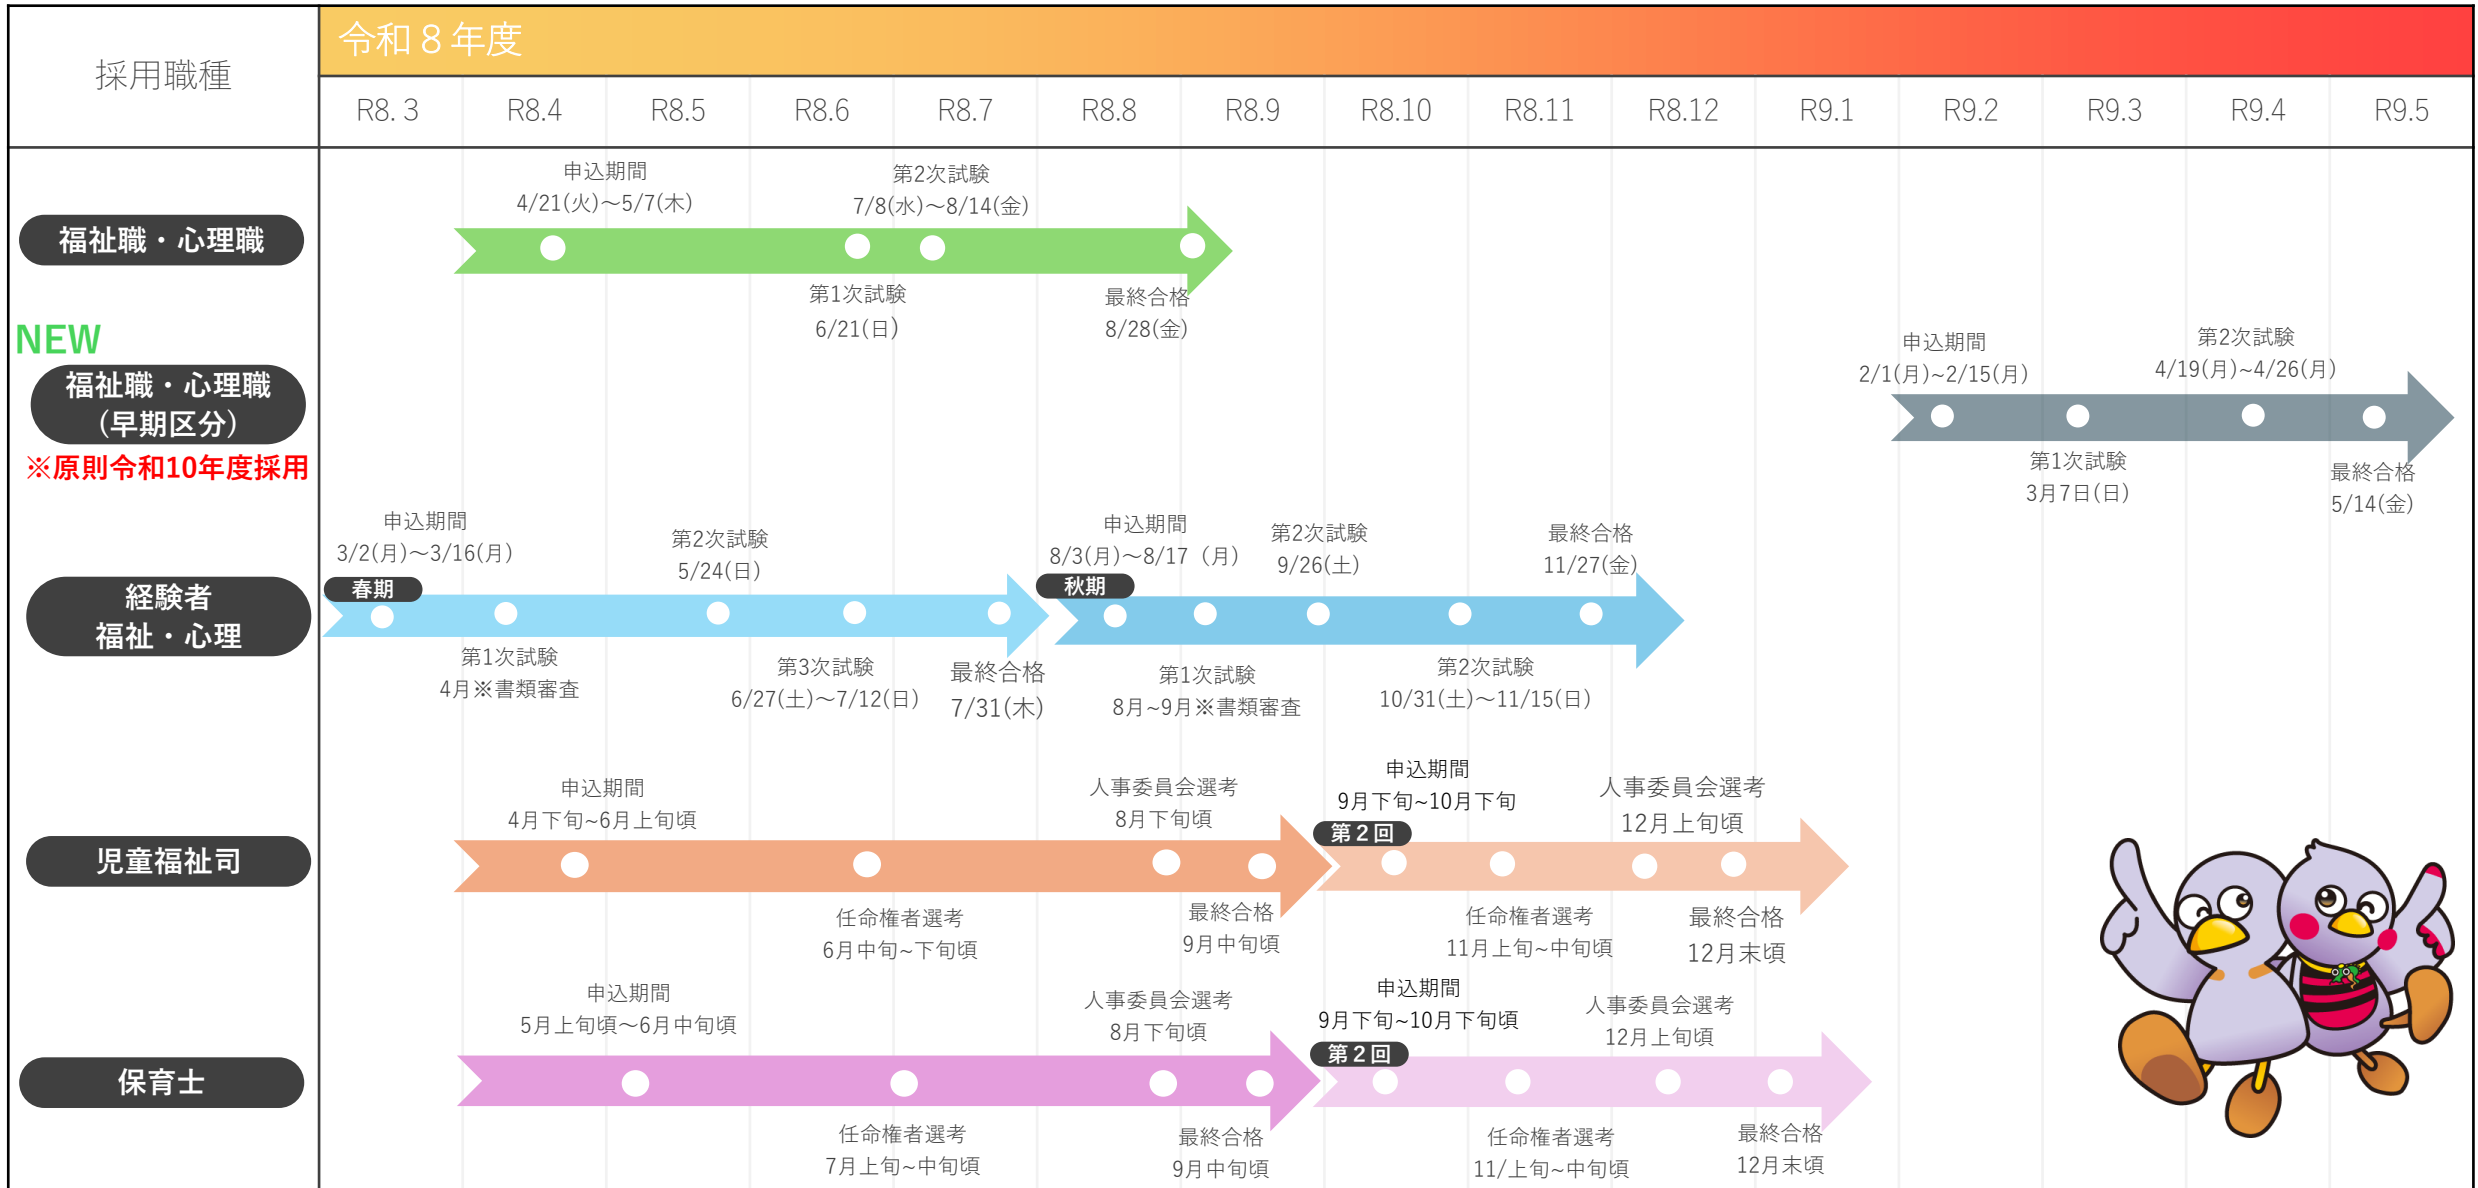 採用職種
令和８年度
R8. 3
R8.4
R8.5
R8.6
R8.7
R8.8
R8.9
R8.10
R8.11
R8.12
R9.1
R9.2
R9.3
R9.4
R9.5
福祉職・心理職
申込期間
4/21(火)～5/7(木)
第2次試験
7/8(水)～8/14(金)
第1次試験
6/21(日)
最終合格
8/28(金)
NEW
福祉職・心理職
(早期区分)
※原則令和10年度採用
申込期間
2/1(月)~2/15(月)
第2次試験
4/19(月)~4/26(月)
第1次試験
3月7日(日)
最終合格
5/14(金)
経験者
福祉・心理
申込期間
3/2(月)～3/16(月)
春期
第2次試験
5/24(日)
第1次試験
4月※書類審査
第3次試験
6/27(土)～7/12(日)
最終合格
7/31(木)
申込期間
8/3(月)～8/17（月)
秋期
第2次試験
9/26(土)
最終合格
11/27(金)
第1次試験
8月~9月※書類審査
第2次試験
10/31(土)～11/15(日)
児童福祉司
申込期間
4月下旬~6月上旬頃
人事委員会選考
8月下旬頃
任命権者選考
6月中旬~下旬頃
最終合格
9月中旬頃
申込期間
9月下旬~10月下旬
第２回
人事委員会選考
12月上旬頃
任命権者選考
11月上旬~中旬頃
最終合格
12月末頃
保育士
申込期間
5月上旬頃～6月中旬頃
人事委員会選考
8月下旬頃
任命権者選考
7月上旬~中旬頃
最終合格
9月中旬頃
申込期間
9月下旬~10月下旬頃
第２回
人事委員会選考
12月上旬頃
任命権者選考
11/上旬~中旬頃
最終合格
12月末頃